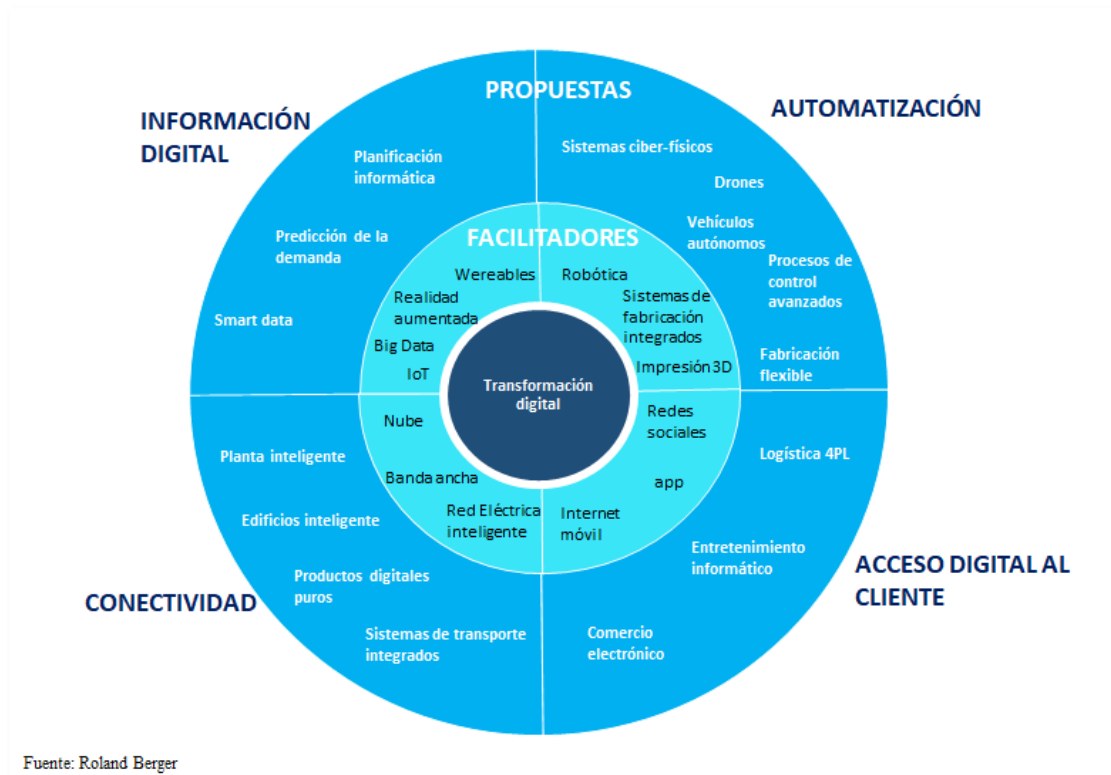 PROPUESTAS
INFORMACIÓN
DIGITAL
AUTOMATIZACIÓN
Planificación
informática
Predicción de la
demanda
Smart data
Sistemas ciber-físicos
Drones
Vehículos
autónomos
Procesos de
control
avanzados
Fabricación
flexible
FACILITADORES
Wereables
Realidad
aumentada
Big Data
IoT
Robótica
Sistemas de
fabricación
integrados
Impresión 3D
Transformación
digital
Nube
Banda ancha
Red Eléctrica
inteligente
Redes
sociales
app
Internet
móvil
Planta inteligente
Edificios inteligente
Productos digitales
puros
Sistemas de transporte
integrados
CONECTIVIDAD
Logística 4PL
Entretenimiento
informático
Comercio
electrónico
ACCESO DIGITAL AL
CLIENTE
Fuente: Roland Berger